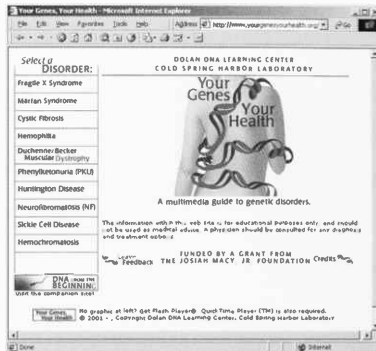 Your Genes, Your Health - Microsoft Internet Explorer
File Edit View Favorites Tools Help
Address http://www.yourgenesyourhealth.org/
Select a
DISORDER:
Fragile X Syndrome
Marfan Syndrome
Cystic Fibrosis
Hemophilia
Duchenne/Becker
Muscular Dystrophy
Phenylketonuria (PKU)
Huntington Disease
Neurofibromatosis (NF)
Sickle Cell Disease
Hemochromatosis
DNA FROM THE
BEGINNING
Visit the companion site!
DOLAN DNA LEARNING CENTER
COLD SPRING HARBOR LABORATORY
Your
Genes
Your
Health
A multimedia guide to genetic disorders.
The information within this web site is for educational purposes only and should
not be used as medical advice. A physician should be consulted for any diagnosis
and treatment options.
Feedback
FUNDED BY A GRANT FROM
THE JOSIAH MACY JR. FOUNDATION
Credits
Your Genes,
Your Health
No graphic at left? Get Flash Player® QuickTime Player (TM) is also required.
© 2001 - , Copyright Dolan DNA Learning Center, Cold Spring Harbor Laboratory
Done
Internet